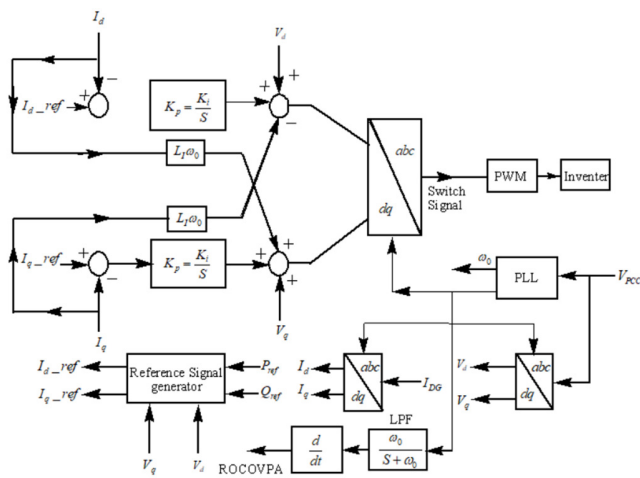 I_d
V_d
−
+
I_d_ref
K_p = K_i/S
+
+
−
L_Iω_0
abc
dq
Switch
Signal
PWM
Inventer
L_Iω_0
I_q_ref
+
−
K_p = K_i/S
+
+
+
I_q
V_q
ω_0
PLL
V_PCC
I_d_ref
I_q_ref
Reference Signal
generator
P_ref
Q_ref
V_q
V_d
I_d
I_q
abc
dq
I_DG
V_d
V_q
abc
dq
LPF
ROCOVPA
d/dt
ω_0/S + ω_0